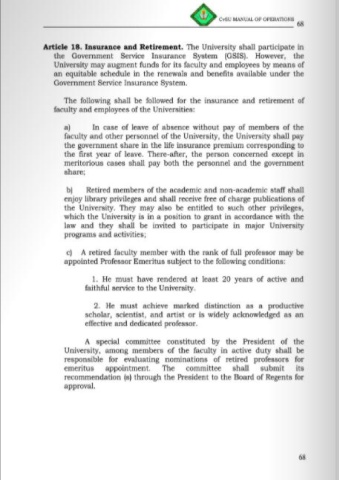 CvSU MANUAL OF OPERATIONS
68
Article 18. Insurance and Retirement. The University shall participate in
the Government Service Insurance System (GSIS). However, the
University may augment funds for its faculty and employees by means of
an equitable schedule in the renewals and benefits available under the
Government Service Insurance System.
The following shall be followed for the insurance and retirement of
faculty and employees of the Universities:
a) In case of leave of absence without pay of members of the
faculty and other personnel of the University, the University shall pay
the government share in the life insurance premium corresponding to
the first year of leave. There-after, the person concerned except in
meritorious cases shall pay both the personnel and the government
share;
b) Retired members of the academic and non-academic staff shall
enjoy library privileges and shall receive free of charge publications of
the University. They may also be entitled to such other privileges,
which the University is in a position to grant in accordance with the
law and they shall be invited to participate in major University
programs and activities;
c) A retired faculty member with the rank of full professor may be
appointed Professor Emeritus subject to the following conditions:
1. He must have rendered at least 20 years of active and
faithful service to the University.
2. He must achieve marked distinction as a productive
scholar, scientist, and artist or is widely acknowledged as an
effective and dedicated professor.
A special committee constituted by the President of the
University, among members of the faculty in active duty shall be
responsible for evaluating nominations of retired professors for
emeritus appointment. The committee shall submit its
recommendation (s) through the President to the Board of Regents for
approval.
68